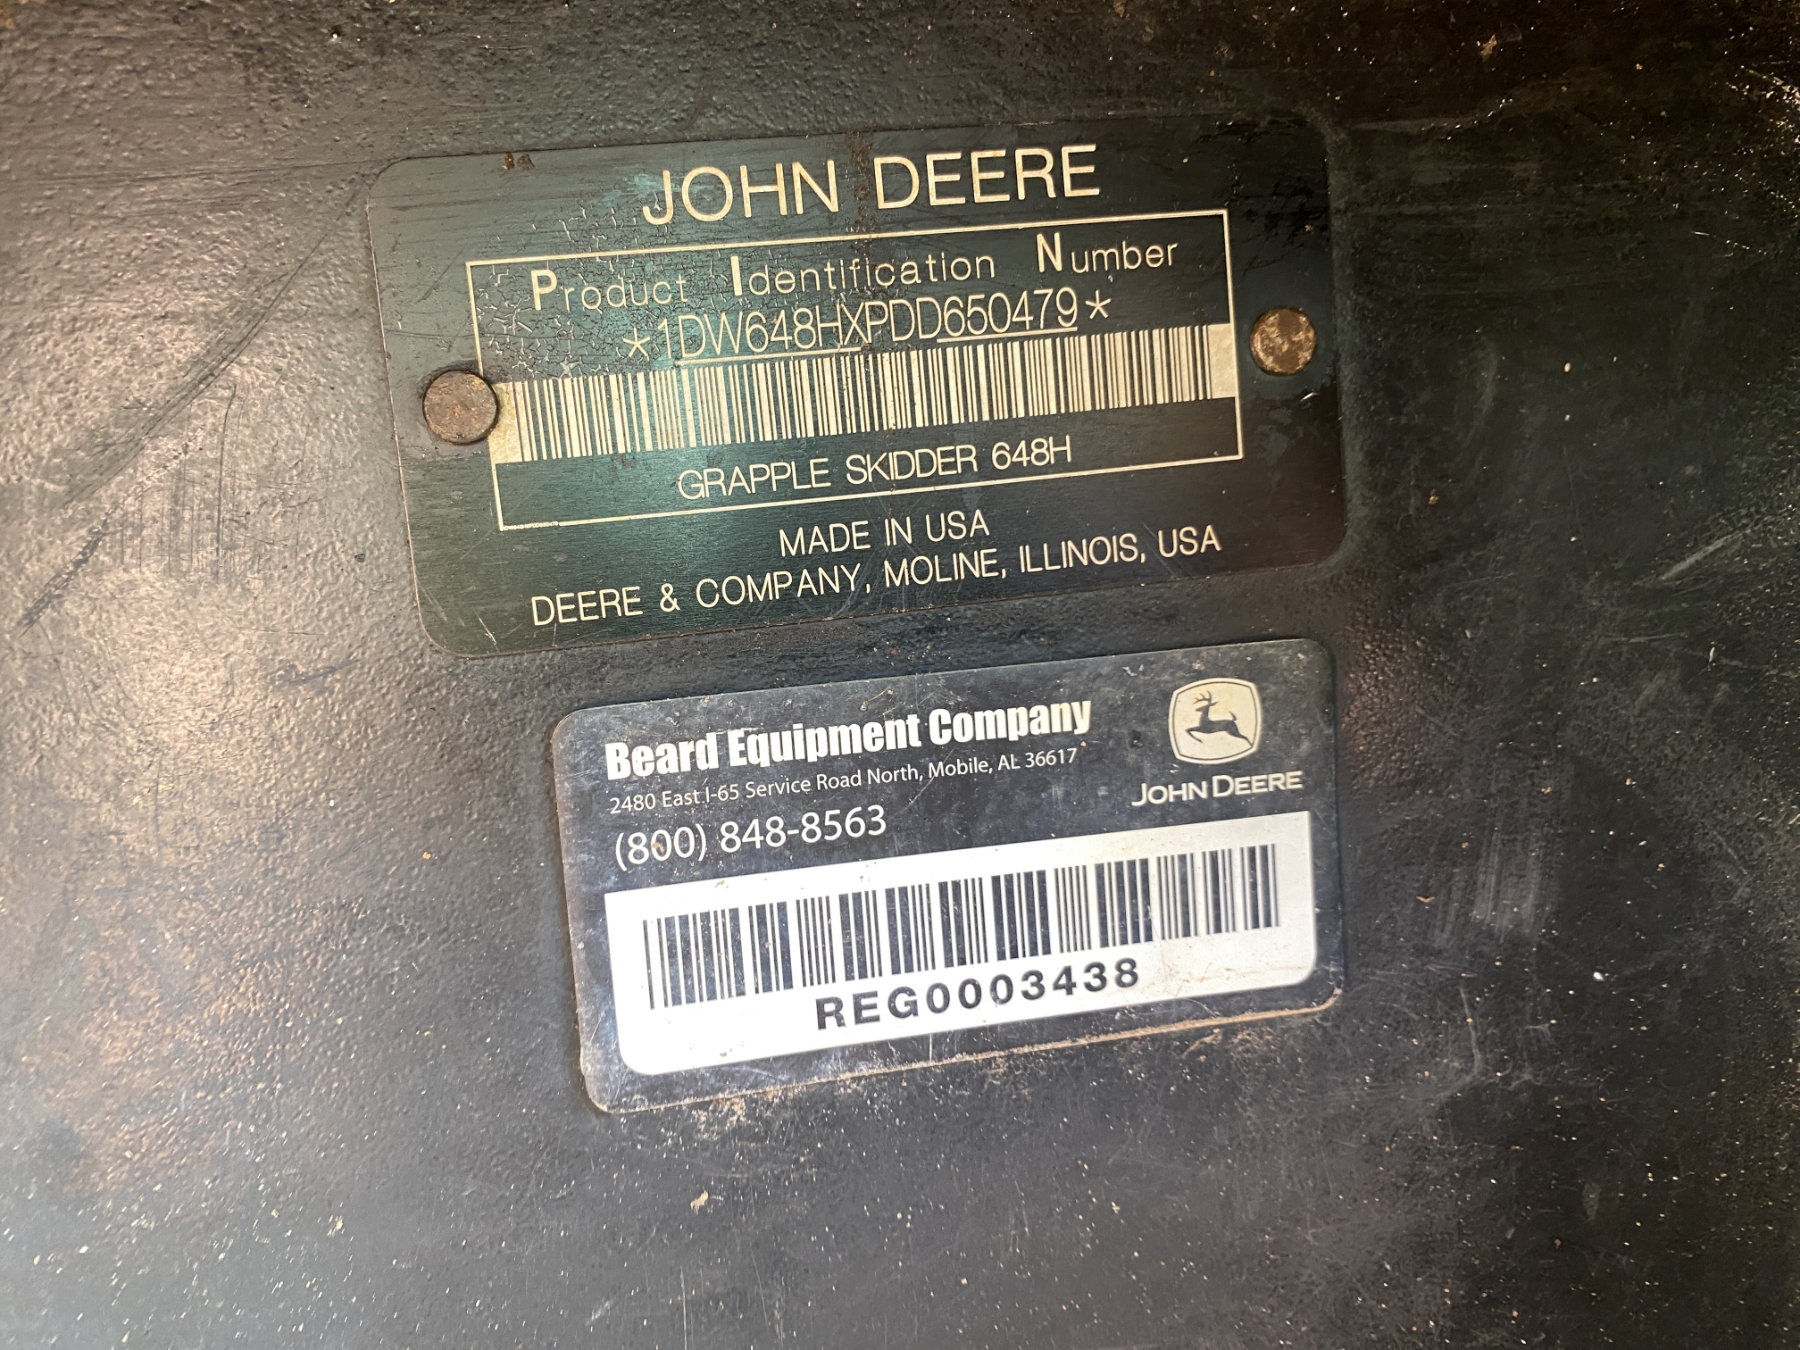 JOHN DEERE
Product Identification Number
*1DW648HXPDD650479*
GRAPPLE SKIDDER 648H
MADE IN USA
DEERE & COMPANY, MOLINE, ILLINOIS, USA
Beard Equipment Company
2480 East I-65 Service Road North, Mobile, AL 36617
(800) 848-8563
JOHN DEERE
REG0003438